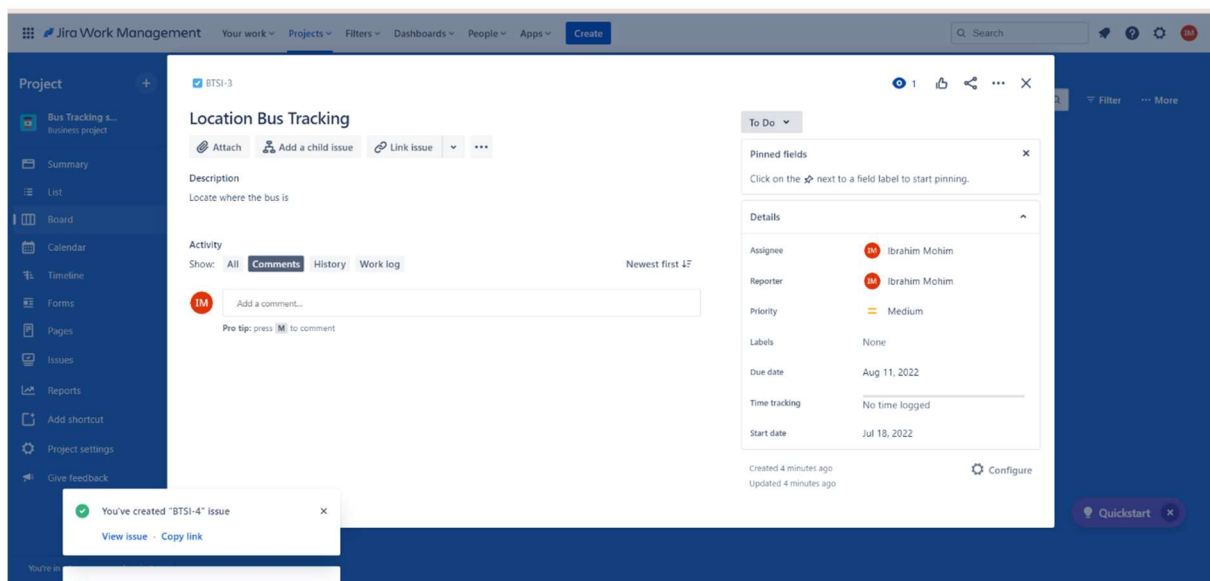 Jira Work Management Your work Projects Filters Dashboards People Apps Create Search IM
Project +
Bus Tracking s...
Business project
Summary
List
Board
Calendar
Timeline
Forms
Pages
Issues
Reports
Add shortcut
Project settings
Give feedback
You're in
BTSI-3
1
Location Bus Tracking
Attach Add a child issue Link issue
Description
Locate where the bus is
Activity
Show: All Comments History Work log Newest first
IM Add a comment...
Pro tip: press M to comment
To Do
Pinned fields
Click on the next to a field label to start pinning.
Details
Assignee IM Ibrahim Mohim
Reporter IM Ibrahim Mohim
Priority Medium
Labels None
Due date Aug 11, 2022
Time tracking No time logged
Start date Jul 18, 2022
Created 4 minutes ago
Updated 4 minutes ago
Configure
Filter ... More
You've created "BTSI-4" issue
View issue · Copy link
Quickstart